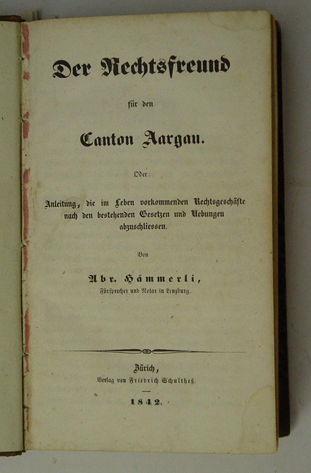 Der Rechtsfreund
für den
Canton Aargau.
Oder:
Anleitung, die im Leben vorkommenden Rechtsgeschäfte
nach den bestehenden Gesetzen und Uebungen
abzuschliessen.
Von
Abr. Hämmerli,
Fürsprecher und Notar in Lenzburg.
Zürich,
Verlag von Friedrich Schultheß.
1842.